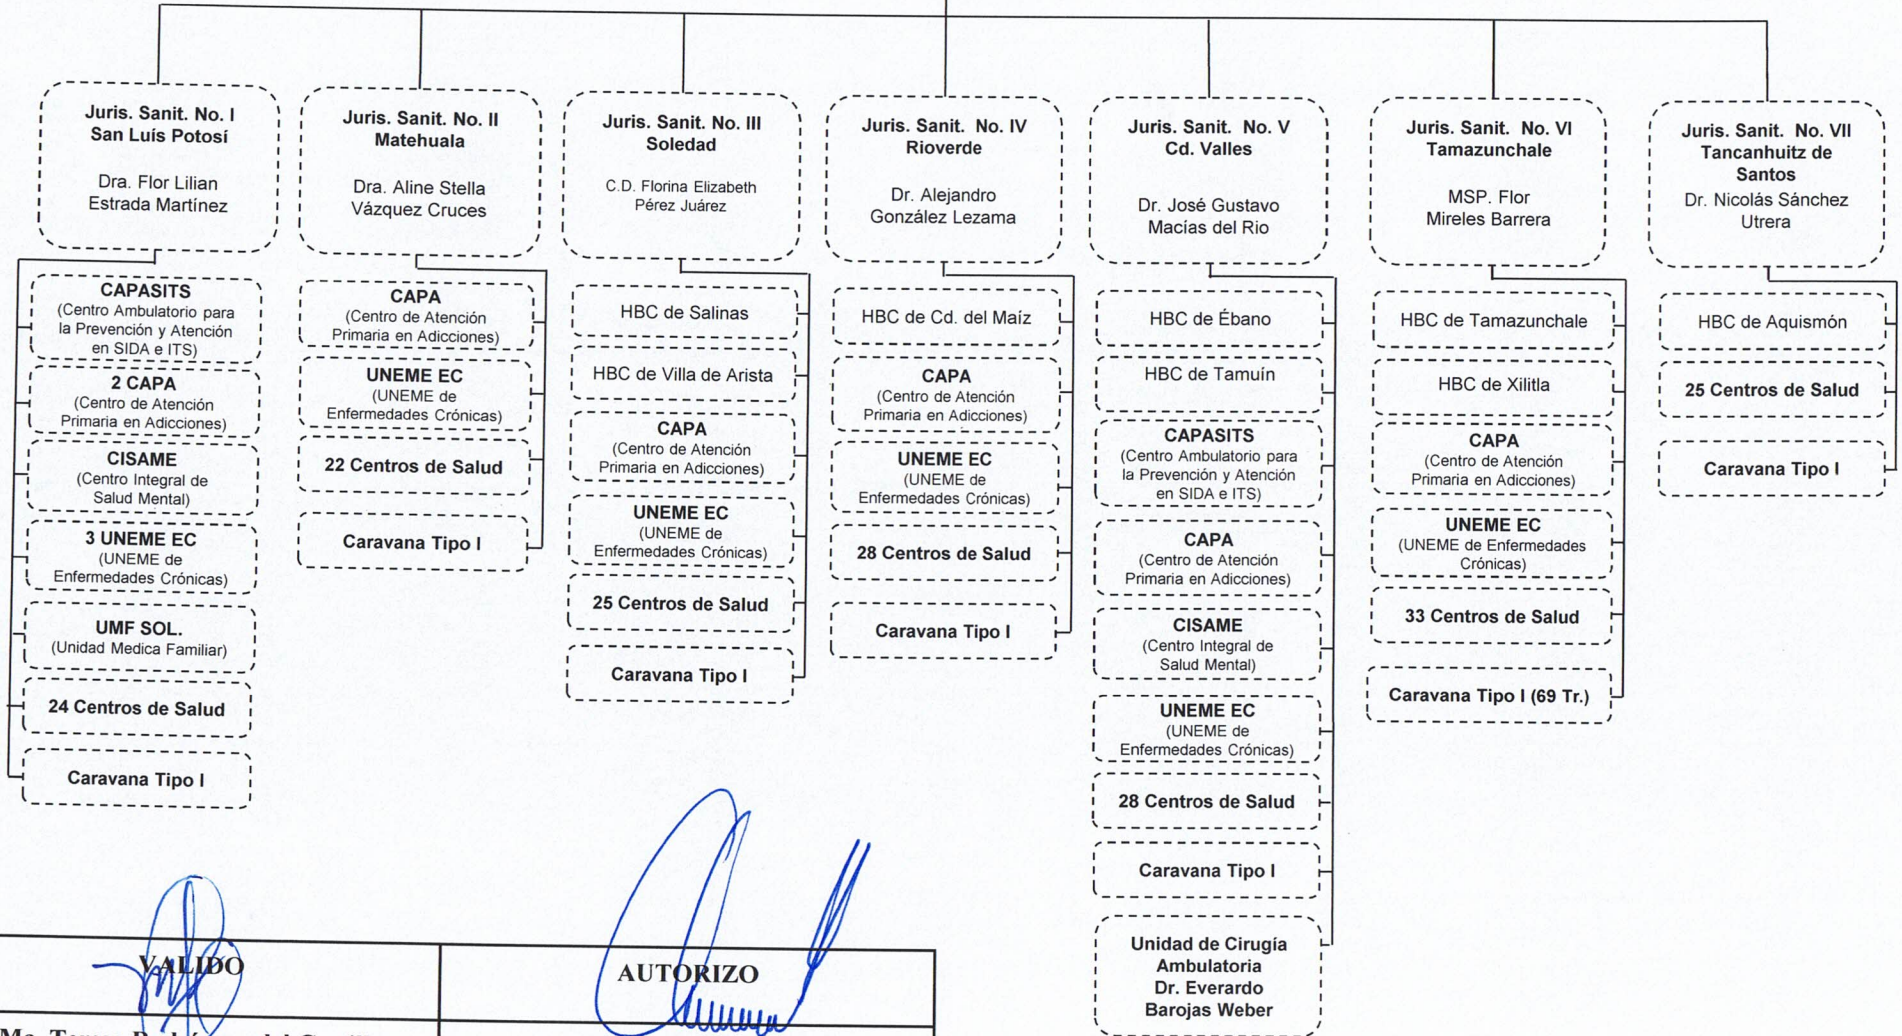 Juris. Sanit. No. I
San Luís Potosí
Dra. Flor Lilian
Estrada Martínez
CAPASITS
(Centro Ambulatorio para
la Prevención y Atención
en SIDA e ITS)
2 CAPA
(Centro de Atención
Primaria en Adicciones)
CISAME
(Centro Integral de
Salud Mental)
3 UNEME EC
(UNEME de
Enfermedades Crónicas)
UMF SOL.
(Unidad Medica Familiar)
24 Centros de Salud
Caravana Tipo I
Juris. Sanit. No. II
Matehuala
Dra. Aline Stella
Vázquez Cruces
CAPA
(Centro de Atención
Primaria en Adicciones)
UNEME EC
(UNEME de
Enfermedades Crónicas)
22 Centros de Salud
Caravana Tipo I
Juris. Sanit. No. III
Soledad
C.D. Florina Elizabeth
Pérez Juárez
HBC de Salinas
HBC de Villa de Arista
CAPA
(Centro de Atención
Primaria en Adicciones)
UNEME EC
(UNEME de
Enfermedades Crónicas)
25 Centros de Salud
Caravana Tipo I
Juris. Sanit. No. IV
Rioverde
Dr. Alejandro
González Lezama
HBC de Cd. del Maíz
CAPA
(Centro de Atención
Primaria en Adicciones)
UNEME EC
(UNEME de
Enfermedades Crónicas)
28 Centros de Salud
Caravana Tipo I
Juris. Sanit. No. V
Cd. Valles
Dr. José Gustavo
Macías del Rio
HBC de Ébano
HBC de Tamuín
CAPASITS
(Centro Ambulatorio para
la Prevención y Atención
en SIDA e ITS)
CAPA
(Centro de Atención
Primaria en Adicciones)
CISAME
(Centro Integral de
Salud Mental)
UNEME EC
(UNEME de
Enfermedades Crónicas)
28 Centros de Salud
Caravana Tipo I
Unidad de Cirugía
Ambulatoria
Dr. Everardo
Barojas Weber
Juris. Sanit. No. VI
Tamazunchale
MSP. Flor
Mireles Barrera
HBC de Tamazunchale
HBC de Xilitla
CAPA
(Centro de Atención
Primaria en Adicciones)
UNEME EC
(UNEME de Enfermedades
Crónicas)
33 Centros de Salud
Caravana Tipo I (69 Tr.)
Juris. Sanit. No. VII
Tancanhuitz de
Santos
Dr. Nicolás Sánchez
Utrera
HBC de Aquismón
25 Centros de Salud
Caravana Tipo I
VALIDO
AUTORIZO